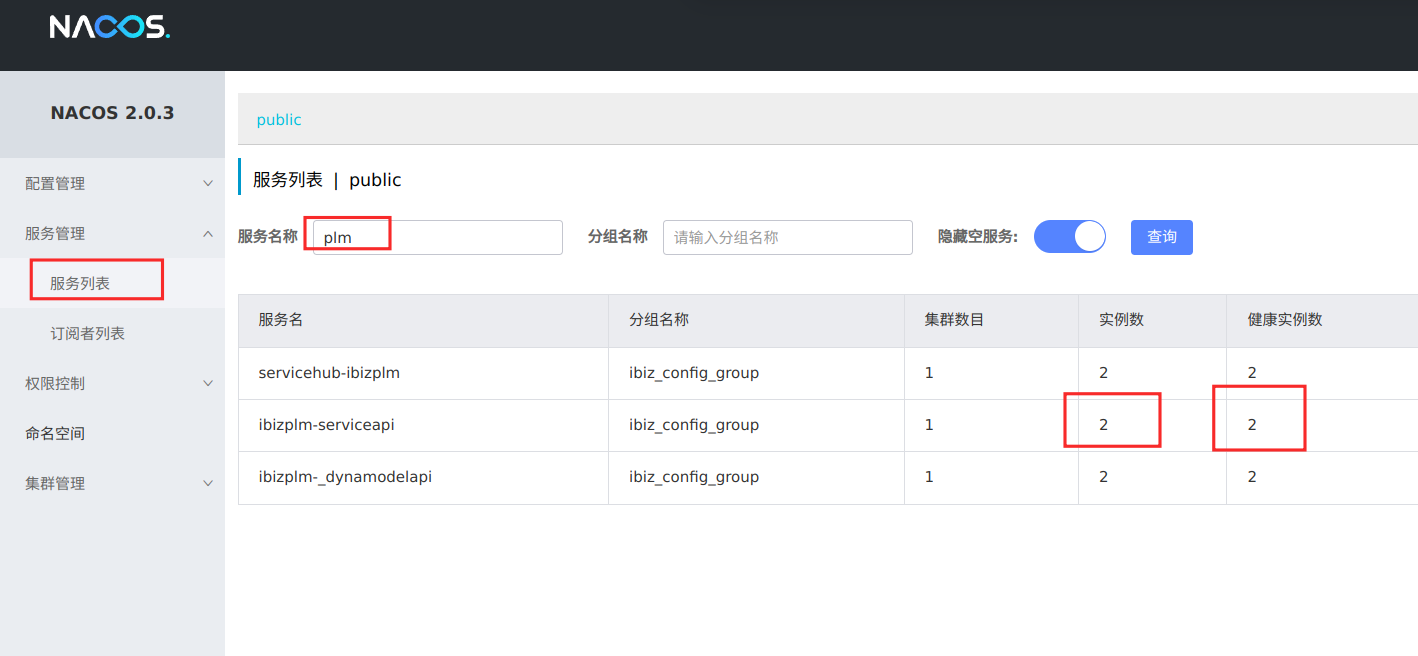 NACOS.
NACOS 2.0.3
配置管理
服务管理
服务列表
订阅者列表
权限控制
命名空间
集群管理
public
服务列表 | public
服务名称 plm 分组名称 请输入分组名称 隐藏空服务: 查询
服务名 分组名称 集群数目 实例数 健康实例数
servicehub-ibizplm ibiz_config_group 1 2 2
ibizplm-serviceapi ibiz_config_group 1 2 2
ibizplm-_dynamodelapi ibiz_config_group 1 2 2